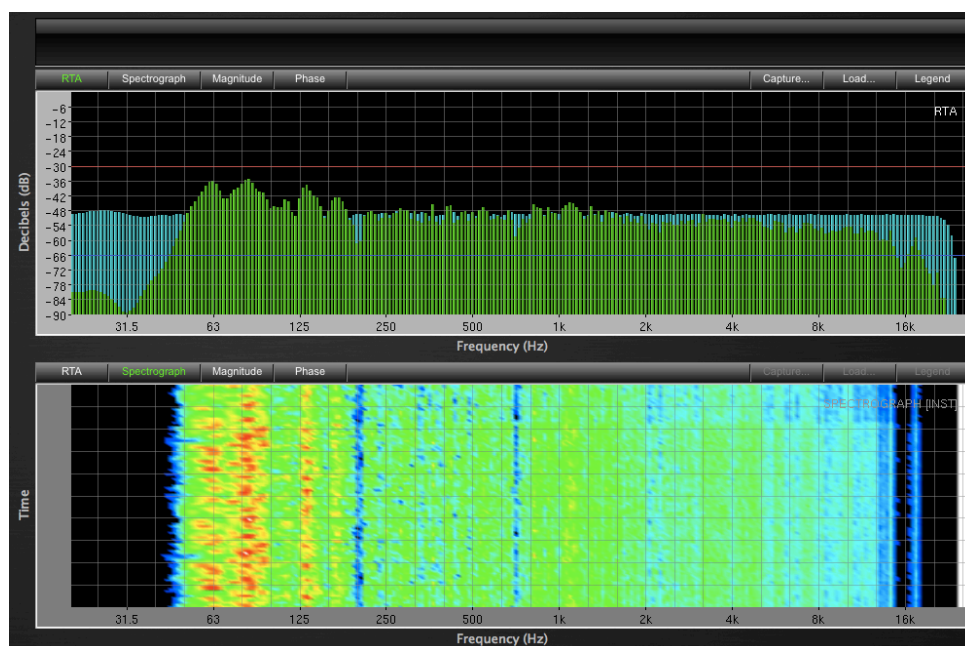 RTA Spectrograph Magnitude Phase Capture... Load... Legend
RTA
-6
-12
-18
-24
-30
-36
-42
-48
-54
-60
-66
-72
-78
-84
-90
Decibels (dB)
31.5 63 125 250 500 1k 2k 4k 8k 16k
Frequency (Hz)
RTA Spectrograph Magnitude Phase Capture... Load... Legend
SPECTROGRAPH [INST]
Time
31.5 63 125 250 500 1k 2k 4k 8k 16k
Frequency (Hz)